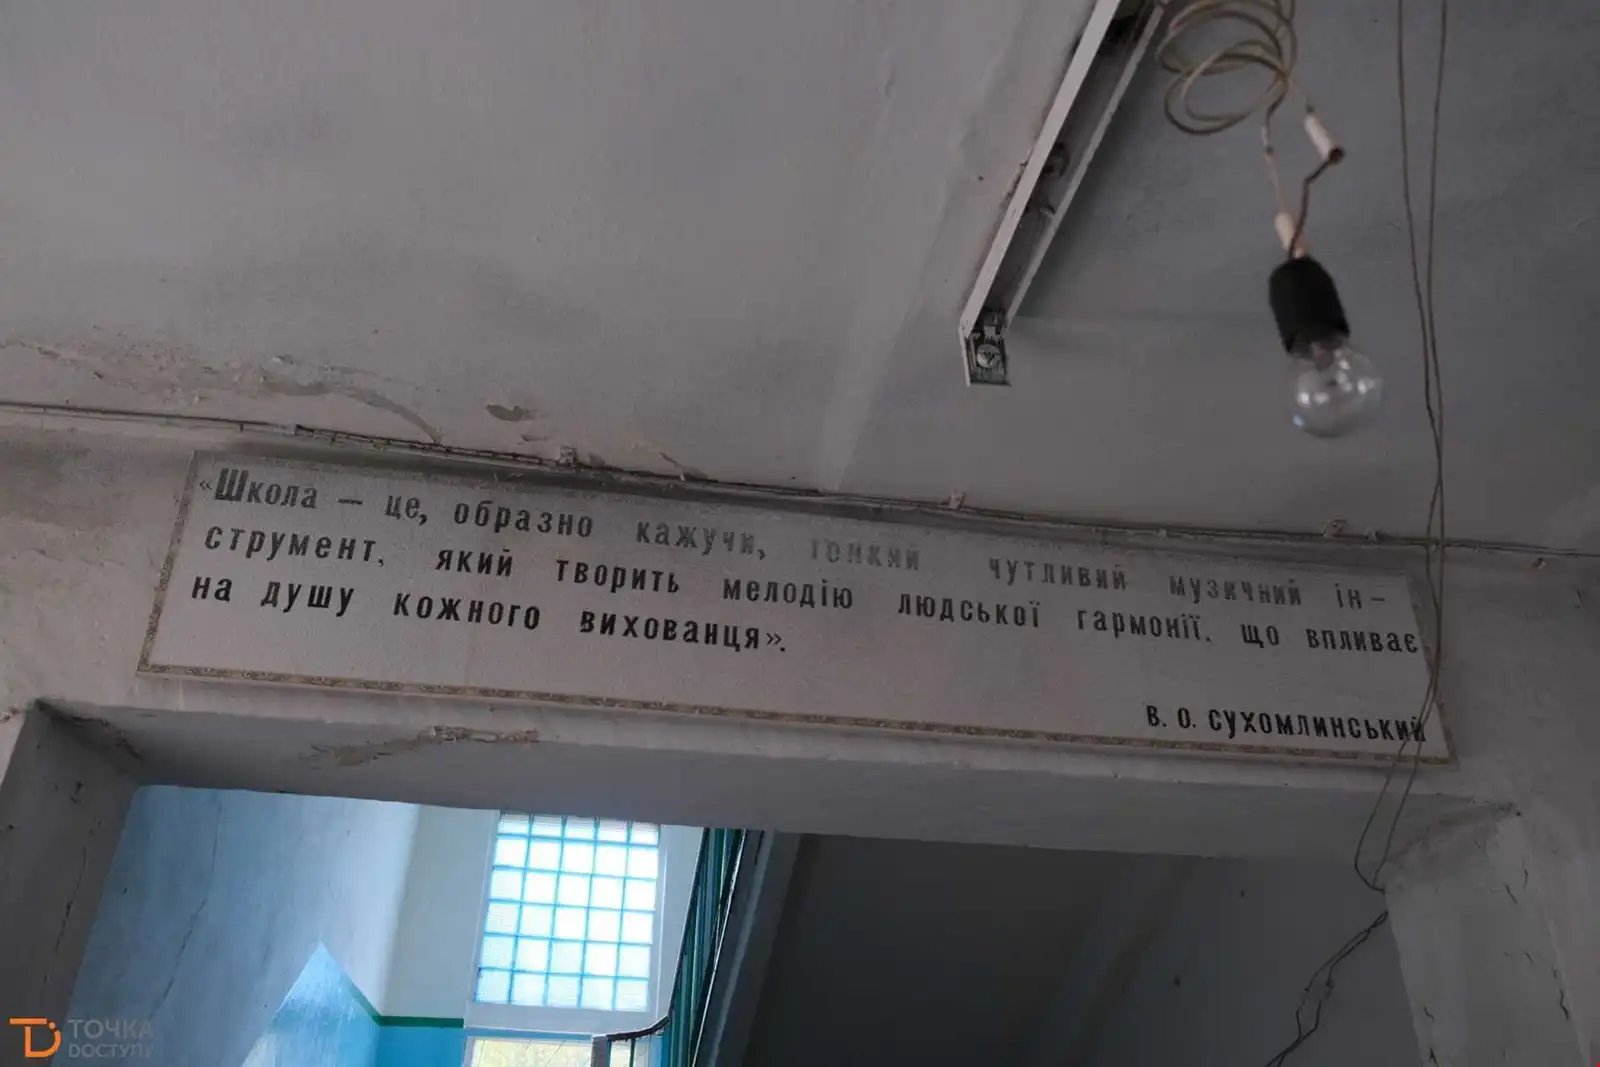 «Школа — це, образно кажучи, тонкий чутливий музичний ін-
струмент, який творить мелодію людської гармонії, що впливає
на душу кожного вихованця».
В. О. СУХОМЛИНСЬКИЙ
ТОЧКА
DОСТУПУ